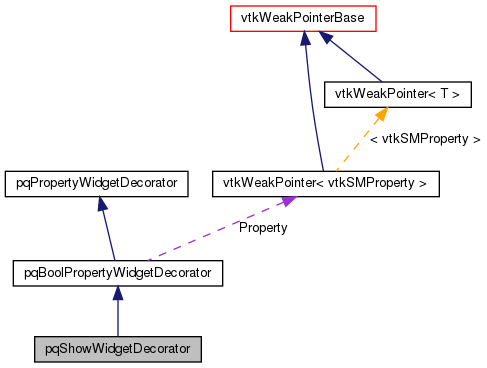 vtkWeakPointerBase
vtkWeakPointer< T >
< vtkSMProperty >
pqPropertyWidgetDecorator
vtkWeakPointer< vtkSMProperty >
Property
pqBoolPropertyWidgetDecorator
pqShowWidgetDecorator